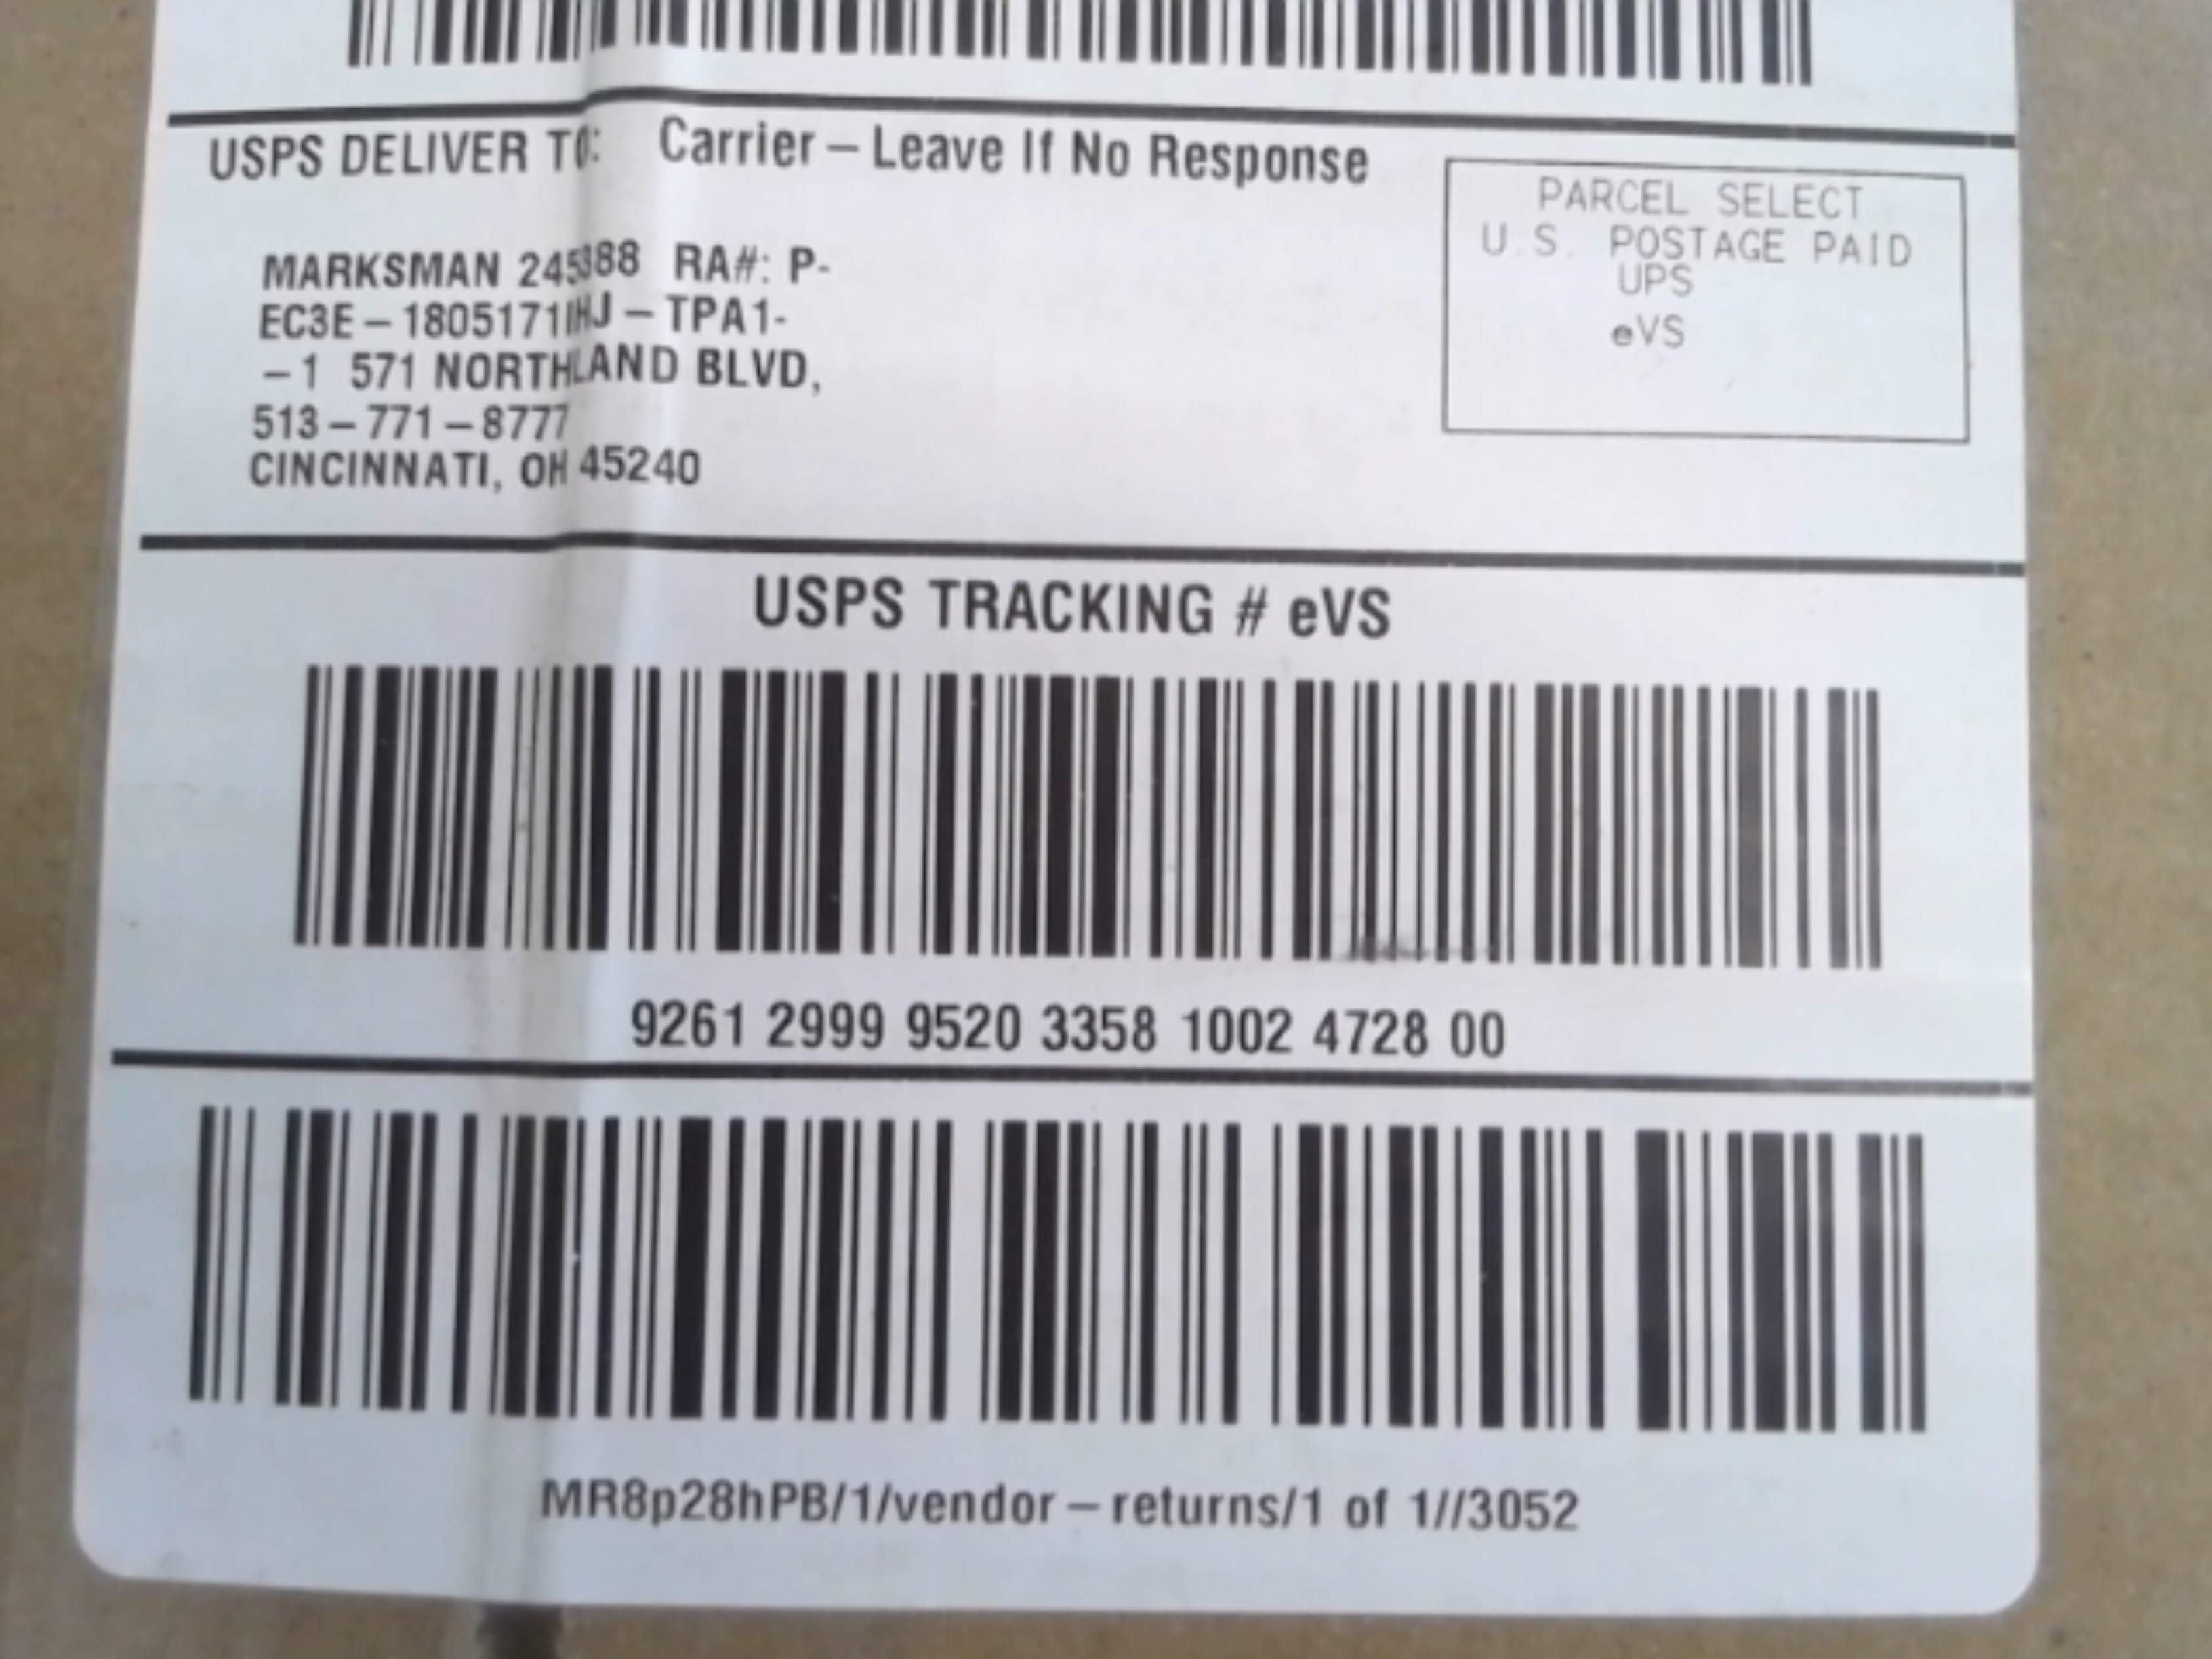 USPS DELIVER TO: Carrier – Leave If No Response
PARCEL SELECT
U.S. POSTAGE PAID
UPS
eVS
MARKSMAN RA#: P-
EC3E – – TPA1-
– 1 571 NORTHLAND BLVD,
513 – 771 – 8777
CINCINNATI, OH 45240
USPS TRACKING # eVS
9261 2999 9520 3358 1002 4728 00
MR8p28hPB/1/vendor – returns/1 of 1//3052